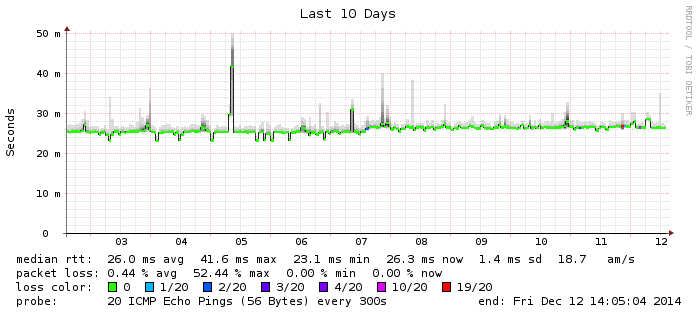 Last 10 Days
RRDTOOL / TOBI OETIKER
Seconds
50 m
40 m
30 m
20 m
10 m
0
03 04 05 06 07 08 09 10 11 12
median rtt: 26.0 ms avg 41.6 ms max 23.1 ms min 26.3 ms now 1.4 ms sd 18.7 am/s
packet loss: 0.44 % avg 52.44 % max 0.00 % min 0.00 % now
loss color: 0 1/20 2/20 3/20 4/20 10/20 19/20
probe: 20 ICMP Echo Pings (56 Bytes) every 300s end: Fri Dec 12 14:05:04 2014